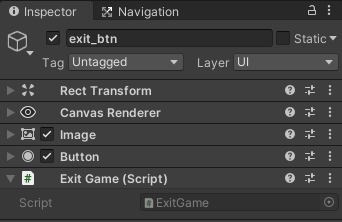 Inspector Navigation
exit_btn Static
Tag Untagged Layer UI
Rect Transform
Canvas Renderer
Image
Button
# Exit Game (Script)
Script # ExitGame